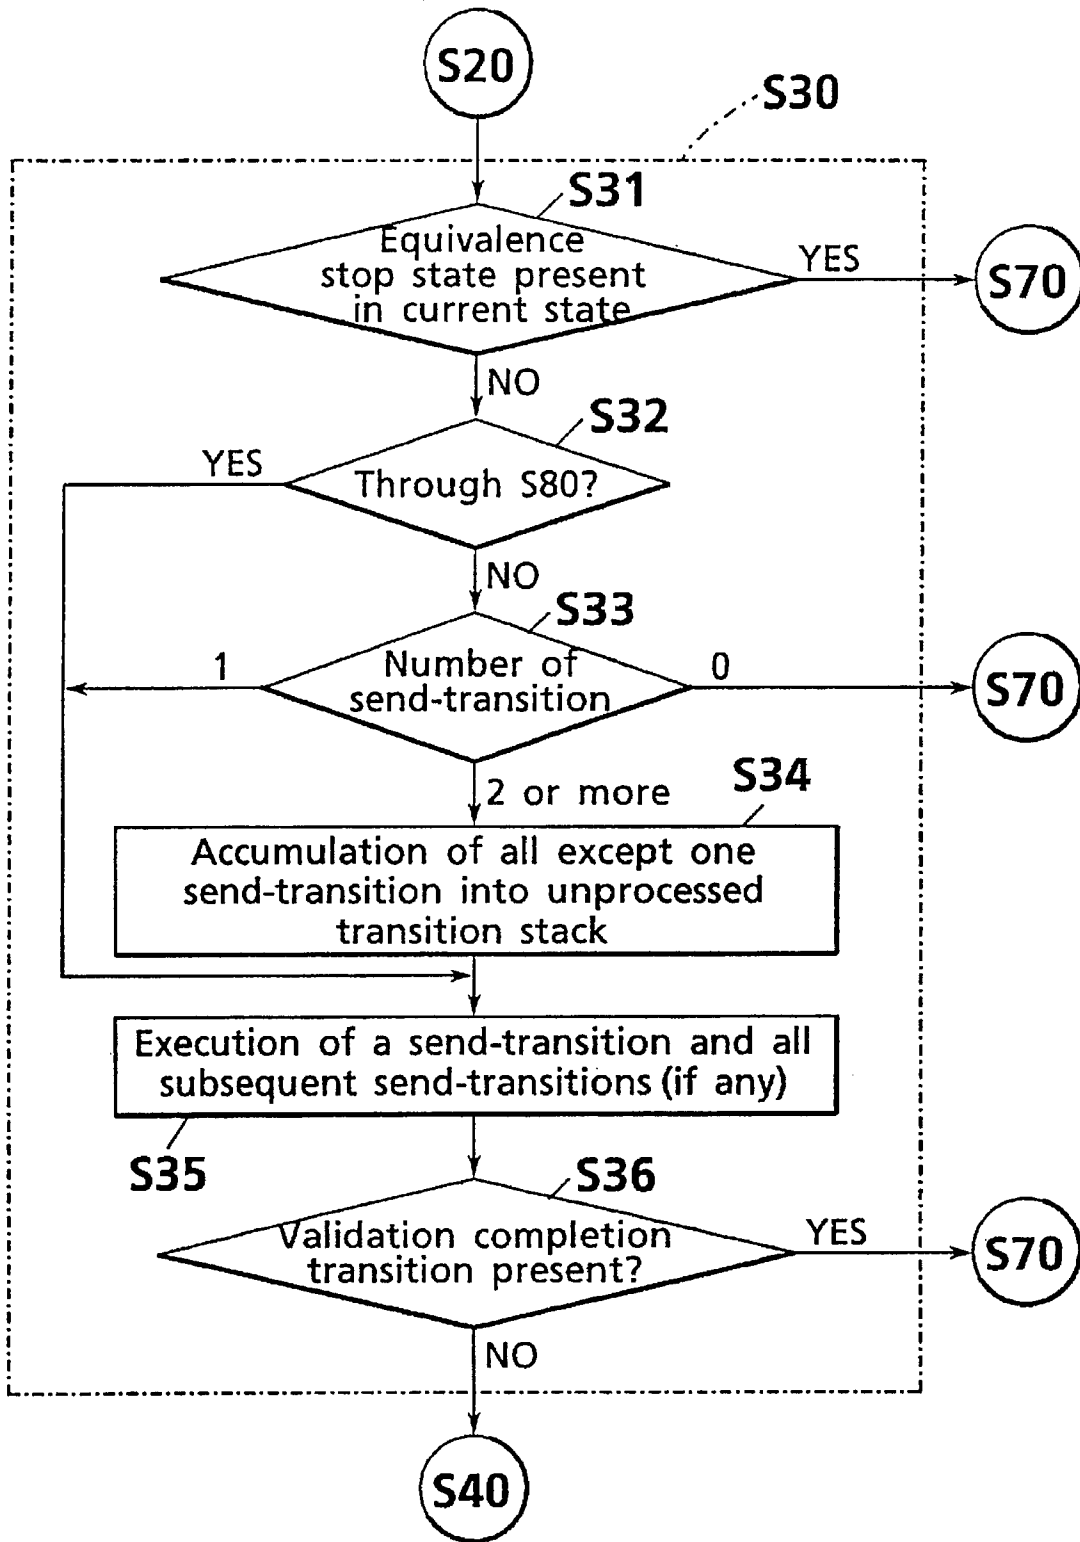 S20
S30
S31
Equivalence
stop state present
in current state
YES
S70
NO
S32
YES
Through S80?
NO
S33
1
Number of
send-transition
0
S70
2 or more
S34
Accumulation of all except one
send-transition into unprocessed
transition stack
Execution of a send-transition and all
subsequent send-transitions (if any)
S35
S36
Validation completion
transition present?
YES
S70
NO
S40